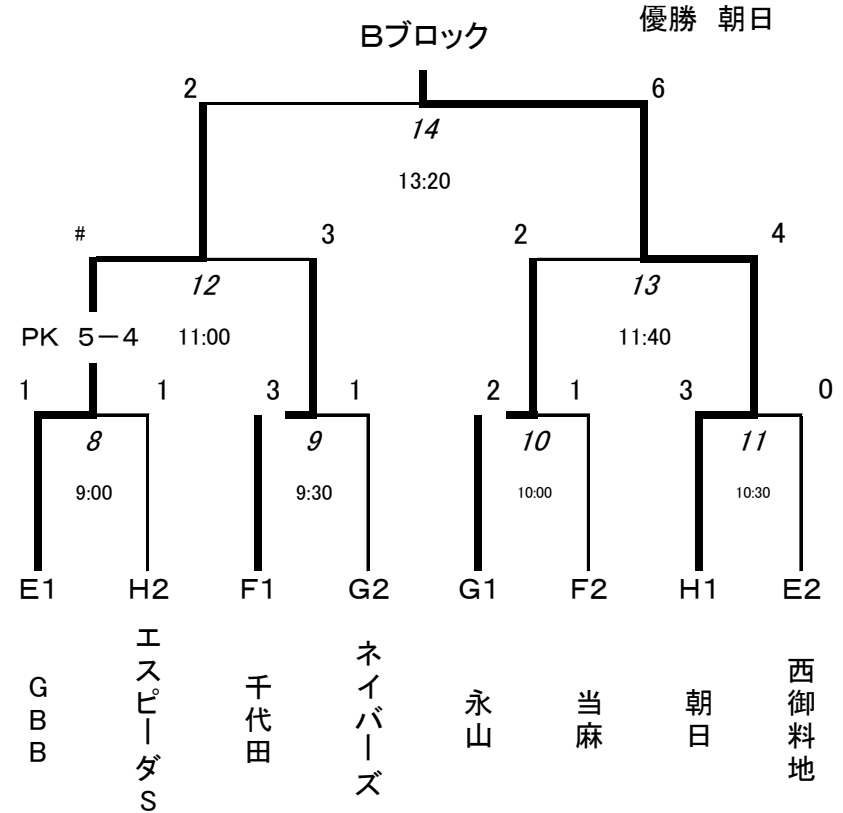 Bブロック
優勝 朝日
2 6
14
13:20
# 3 2 4
12 13
PK 5-4 11:00 11:40
1 1 3 1 2 1 3 0
8 9 10 11
9:00 9:30 10:00 10:30
E1 H2 F1 G2 G1 F2 H1 E2
GBB
エスピーダS
千代田
ネイバーズ
永山
当麻
朝日
西御料地